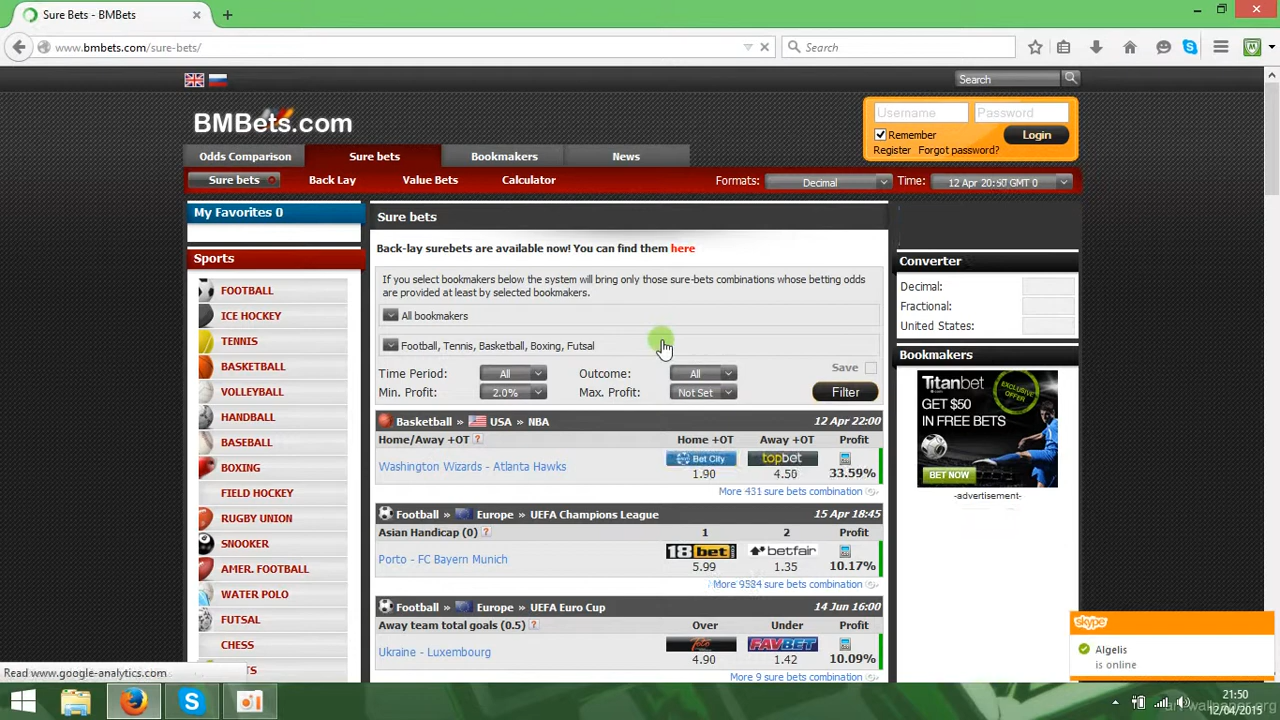 Sure Bets - BMBets
www.bmbets.com/sure-bets/
Search
Search
BMBets.com
Username
Password
Remember
Login
Register
Forgot password?
Odds Comparison
Sure bets
Bookmakers
News
Sure bets
Back Lay
Value Bets
Calculator
Formats:
Decimal
Time:
12 Apr 20:50 GMT 0
My Favorites 0
Sports
FOOTBALL
ICE HOCKEY
TENNIS
BASKETBALL
VOLLEYBALL
HANDBALL
BASEBALL
BOXING
FIELD HOCKEY
RUGBY UNION
SNOOKER
AMER. FOOTBALL
WATER POLO
FUTSAL
CHESS
Sure bets
Back-lay surebets are available now! You can find them here
If you select bookmakers below the system will bring only those sure-bets combinations whose betting odds
are provided at least by selected bookmakers.
All bookmakers
Football, Tennis, Basketball, Boxing, Futsal
Time Period: All Outcome: All Save
Min. Profit: 2.0% Max. Profit: Not Set Filter
Basketball » USA » NBA 12 Apr 22:00
Home/Away +OT ? Home +OT Away +OT Profit
Bet City topbet
Washington Wizards - Atlanta Hawks 1.90 4.50 33.59%
More 431 sure bets combination
Football » Europe » UEFA Champions League 15 Apr 18:45
Asian Handicap (0) ? 1 2 Profit
18bet betfair
Porto - FC Bayern Munich 5.99 1.35 10.17%
More 9534 sure bets combination
Football » Europe » UEFA Euro Cup 14 Jun 16:00
Away team total goals (0.5) ? Over Under Profit
Toto FAVBET
Ukraine - Luxembourg 4.90 1.42 10.09%
More 9 sure bets combination
Converter
Decimal:
Fractional:
United States:
Bookmakers
Titanbet
EXCLUSIVE
OFFER
GET $50
IN FREE BETS
BET NOW
-advertisement-
skype
Algelis
is online
Read www.google-analytics.com
21:50
12/04/2015